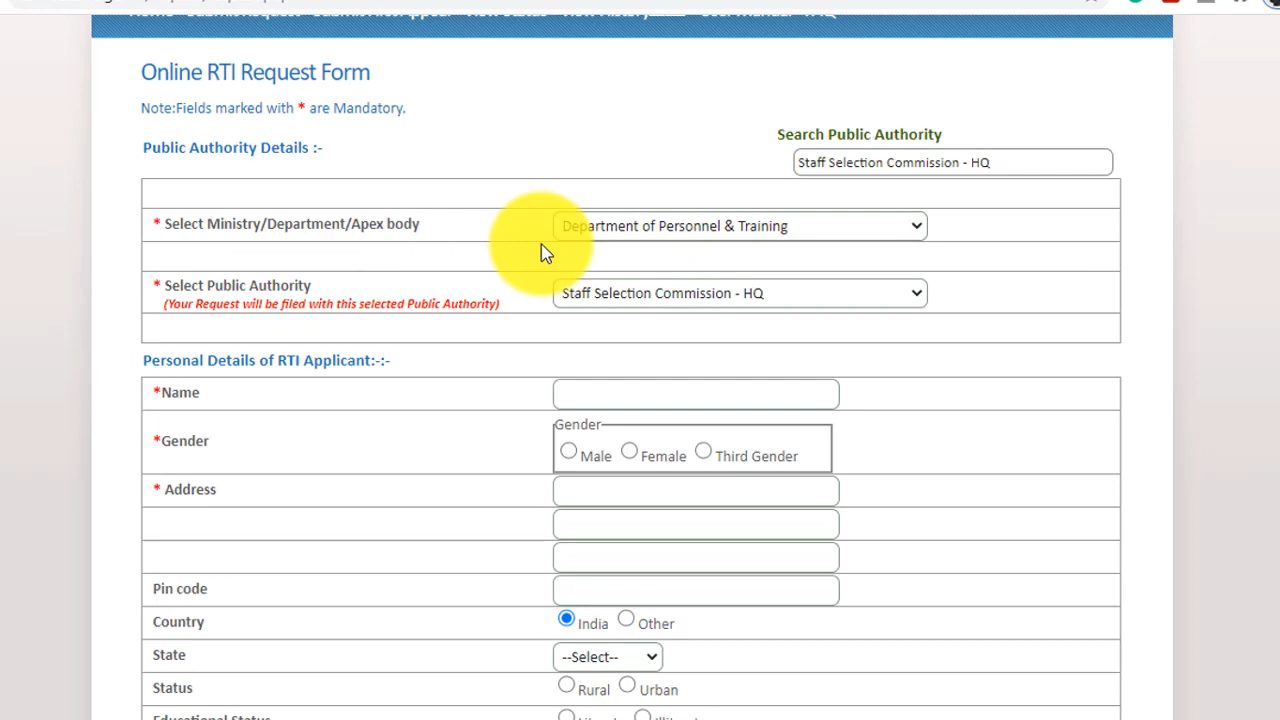 Online RTI Request Form
Note:Fields marked with * are Mandatory.
Search Public Authority
Public Authority Details :-
Staff Selection Commission - HQ
* Select Ministry/Department/Apex body
Department of Personnel & Training
* Select Public Authority
Staff Selection Commission - HQ
(Your Request will be filed with this selected Public Authority)
Personal Details of RTI Applicant:-:-
*Name
Gender
*Gender
Male Female Third Gender
* Address
Pin code
Country
India Other
State
--Select--
Status
Rural Urban
Educational Status